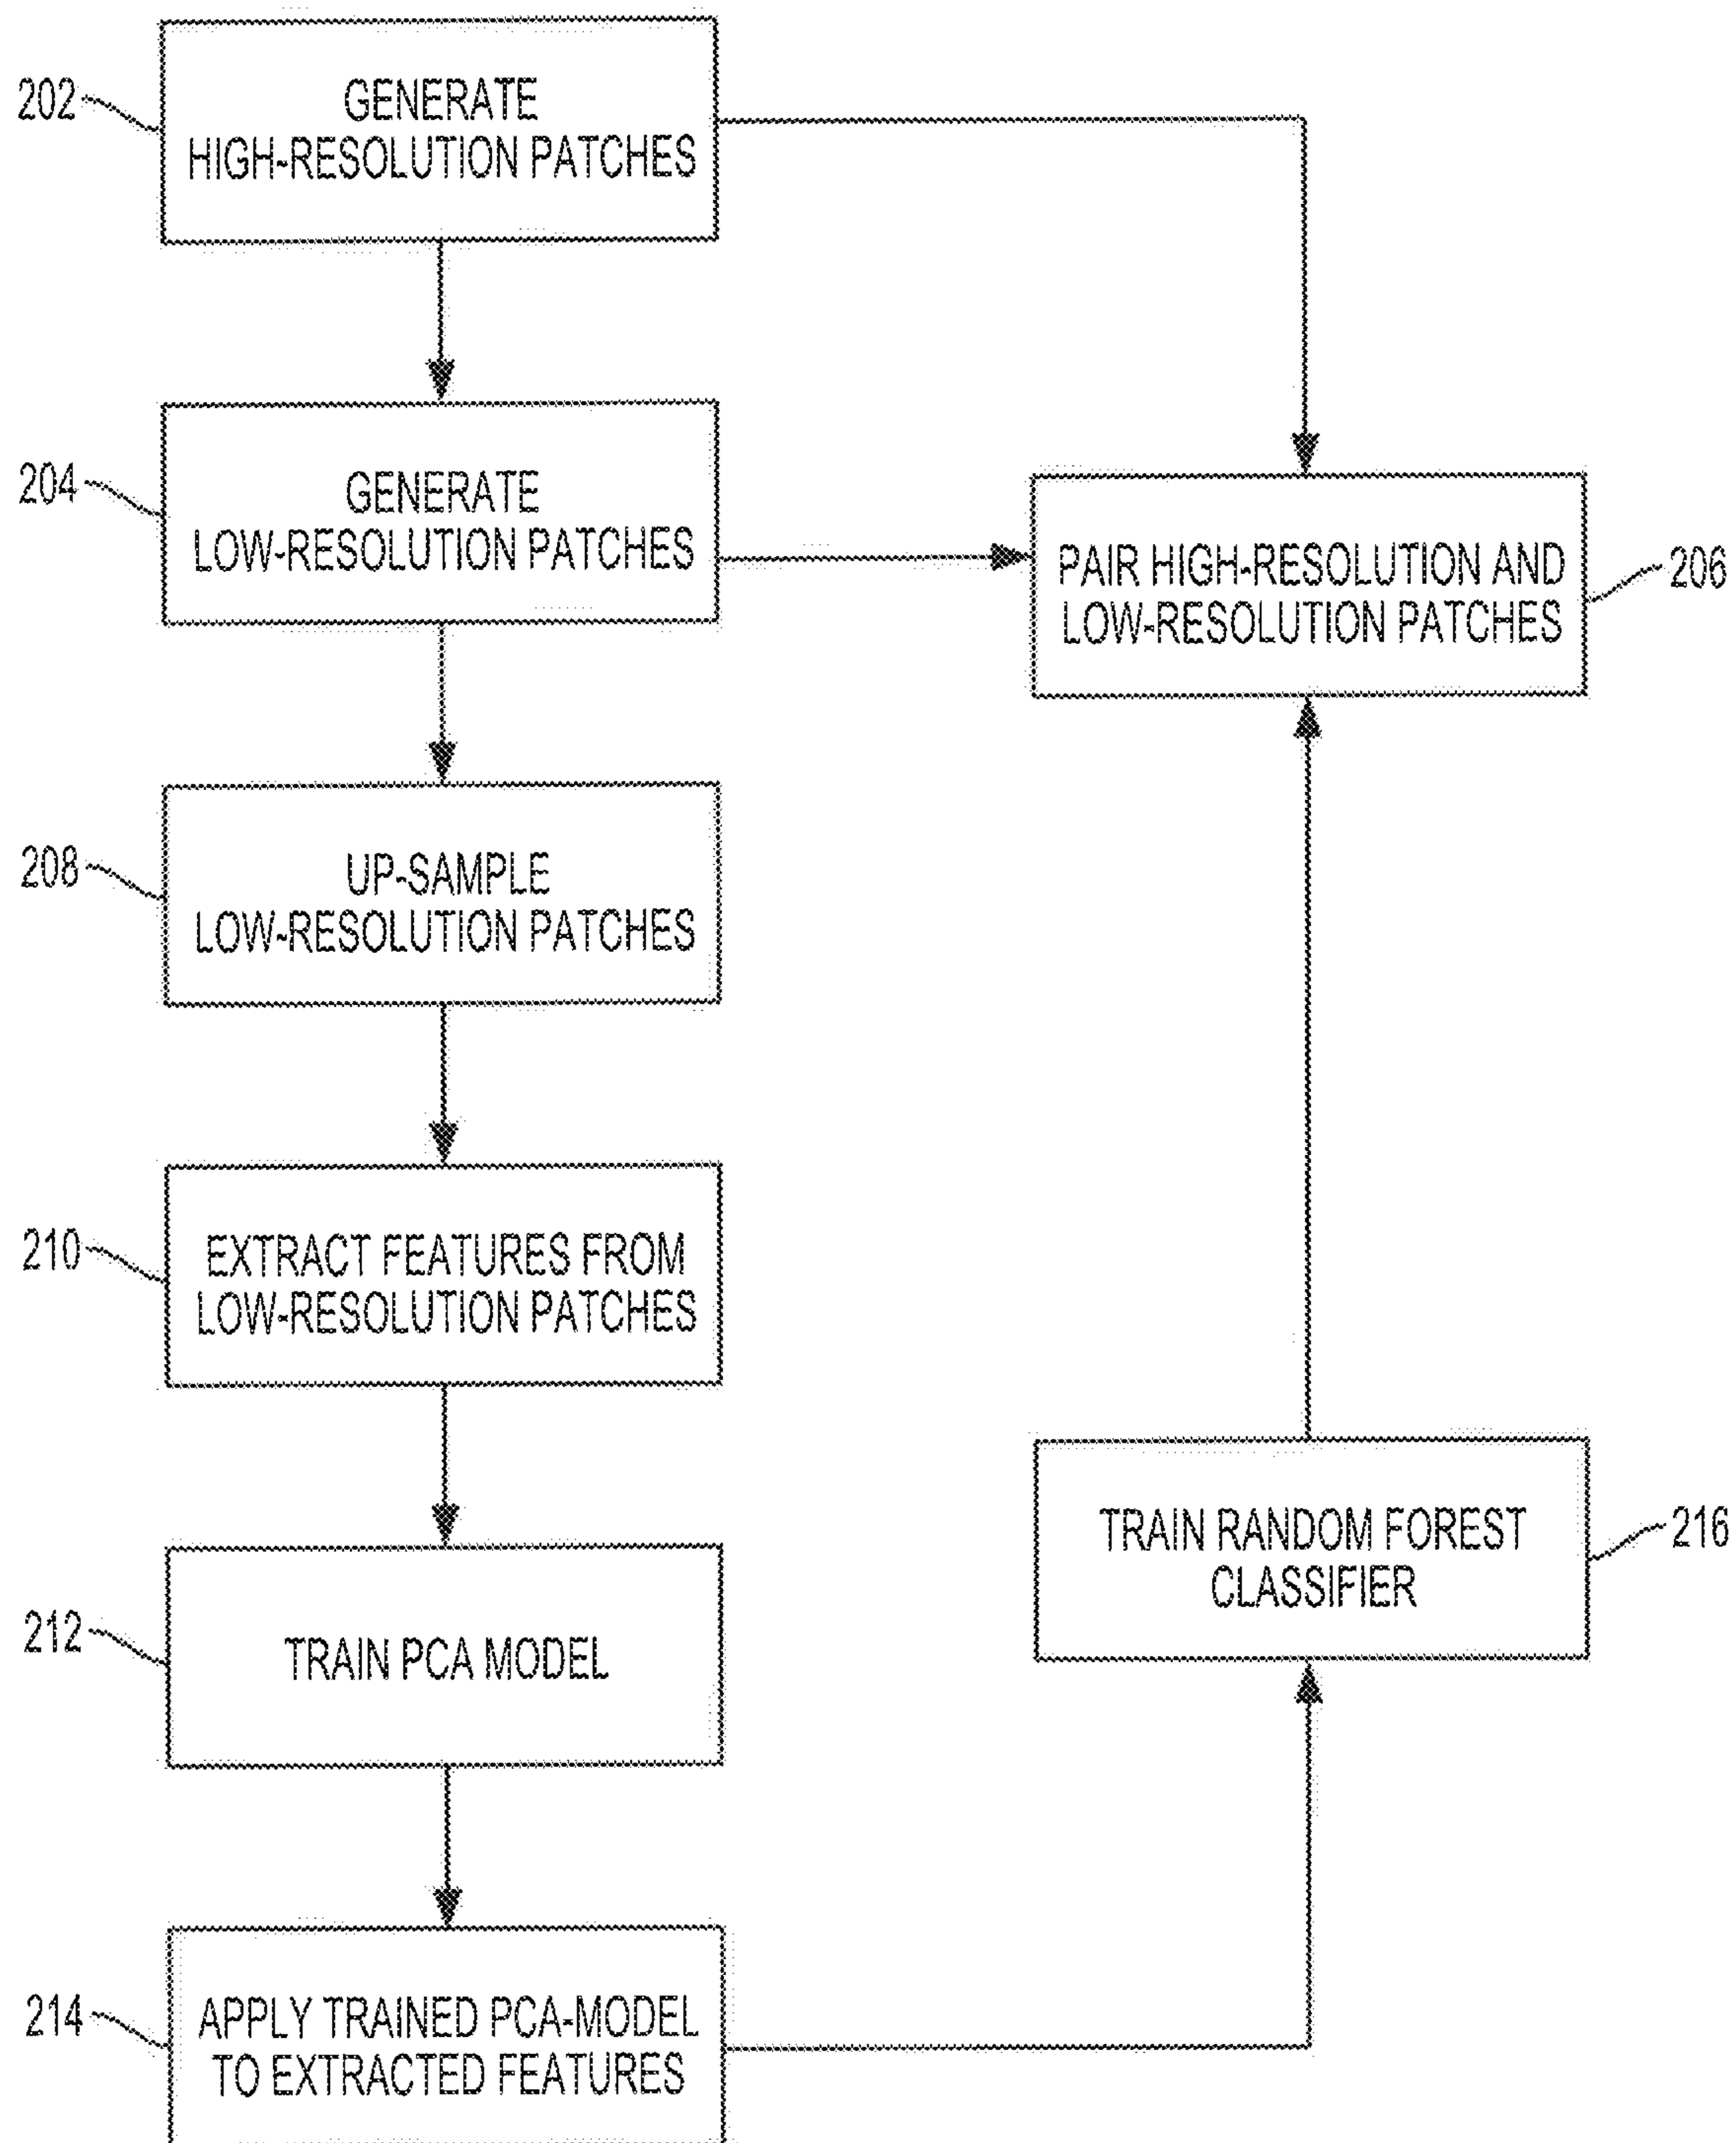 202
GENERATE
HIGH-RESOLUTION PATCHES
204
GENERATE
LOW-RESOLUTION PATCHES
PAIR HIGH-RESOLUTION AND
LOW-RESOLUTION PATCHES
206
208
UP-SAMPLE
LOW-RESOLUTION PATCHES
210
EXTRACT FEATURES FROM
LOW-RESOLUTION PATCHES
212
TRAIN PCA MODEL
TRAIN RANDOM FOREST
CLASSIFIER
216
214
APPLY TRAINED PCA-MODEL
TO EXTRACTED FEATURES